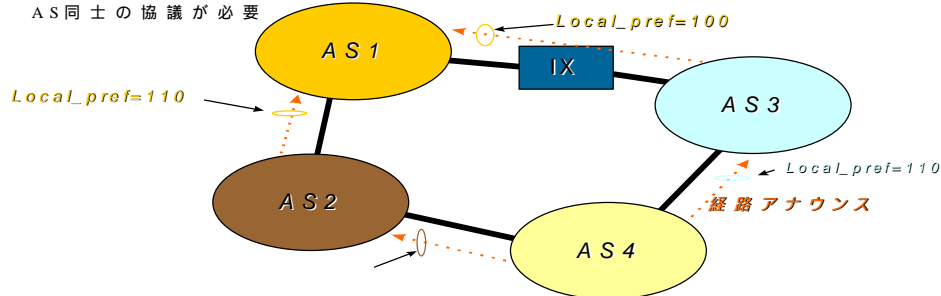 AS同士の協議が必要
Local_pref=100
AS1
IX
Local_pref=110
AS3
Local_pref=110
AS2
経路アナウンス
AS4